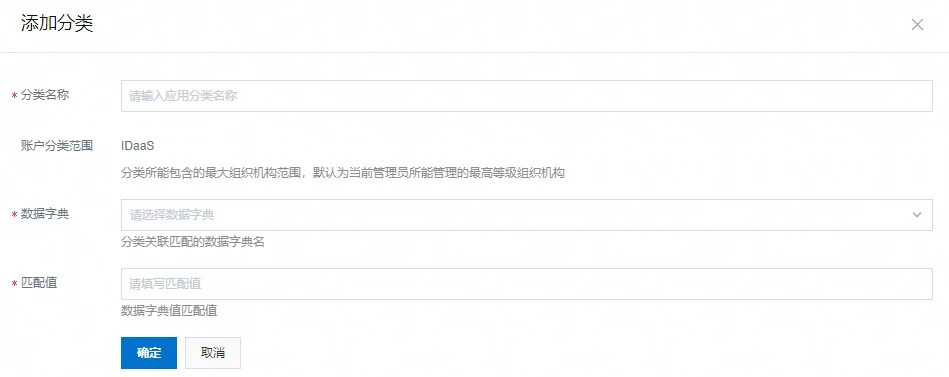 添加分类
* 分类名称
请输入应用分类名称
账户分类范围
IDaaS
分类所能包含的最大组织机构范围，默认为当前管理员所能管理的最高等级组织机构
* 数据字典
请选择数据字典
分类关联匹配的数据字典名
* 匹配值
请填写匹配值
数据字典值匹配值
确定
取消